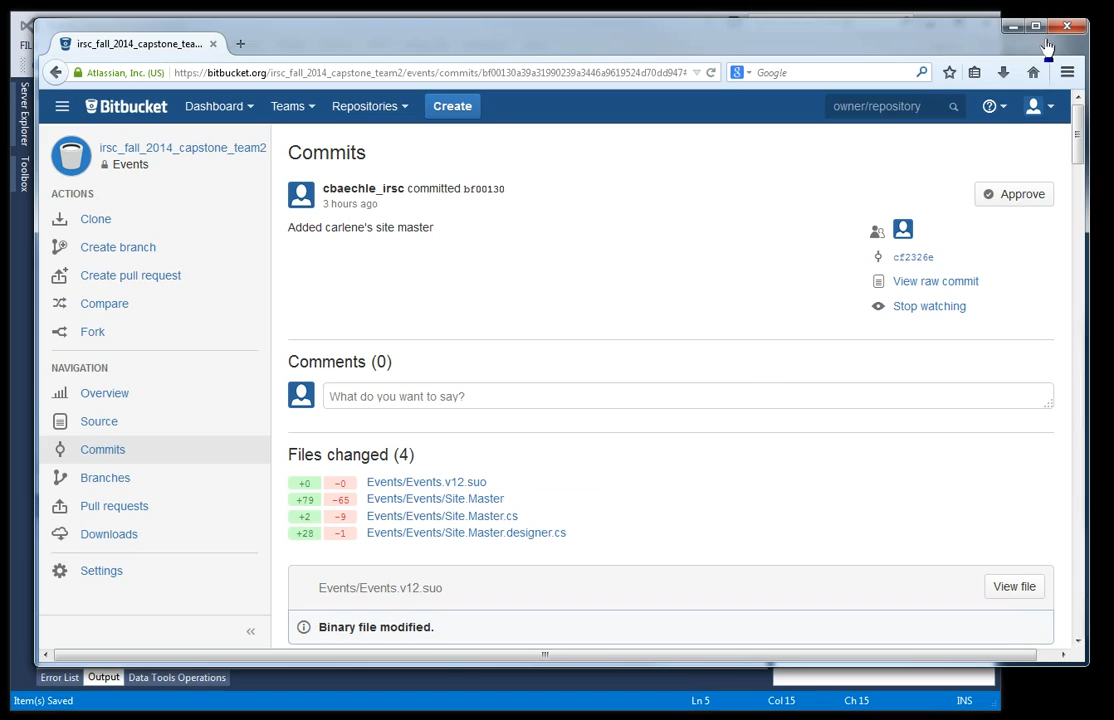 irsc_fall_2014_capstone_tea...
FIL
Atlassian, Inc. (US)
https://bitbucket.org/irsc_fall_2014_capstone_team2/events/commits/bf00130a39a31990239a3446a9619524d70dd947#
Google
Bitbucket
Dashboard
Teams
Repositories
Create
owner/repository
Server Explorer
Toolbox
irsc_fall_2014_capstone_team2
Events
ACTIONS
Clone
Create branch
Create pull request
Compare
Fork
NAVIGATION
Overview
Source
Commits
Branches
Pull requests
Downloads
Settings
Commits
cbaechle_irsc committed bf00130
3 hours ago
Approve
Added carlene's site master
cf2326e
View raw commit
Stop watching
Comments (0)
What do you want to say?
Files changed (4)
+0 −0 Events/Events.v12.suo
+79 −65 Events/Events/Site.Master
+2 −9 Events/Events/Site.Master.cs
+28 −1 Events/Events/Site.Master.designer.cs
Events/Events.v12.suo
View file
Binary file modified.
Error List
Output
Data Tools Operations
Item(s) Saved
Ln 5
Col 15
Ch 15
INS